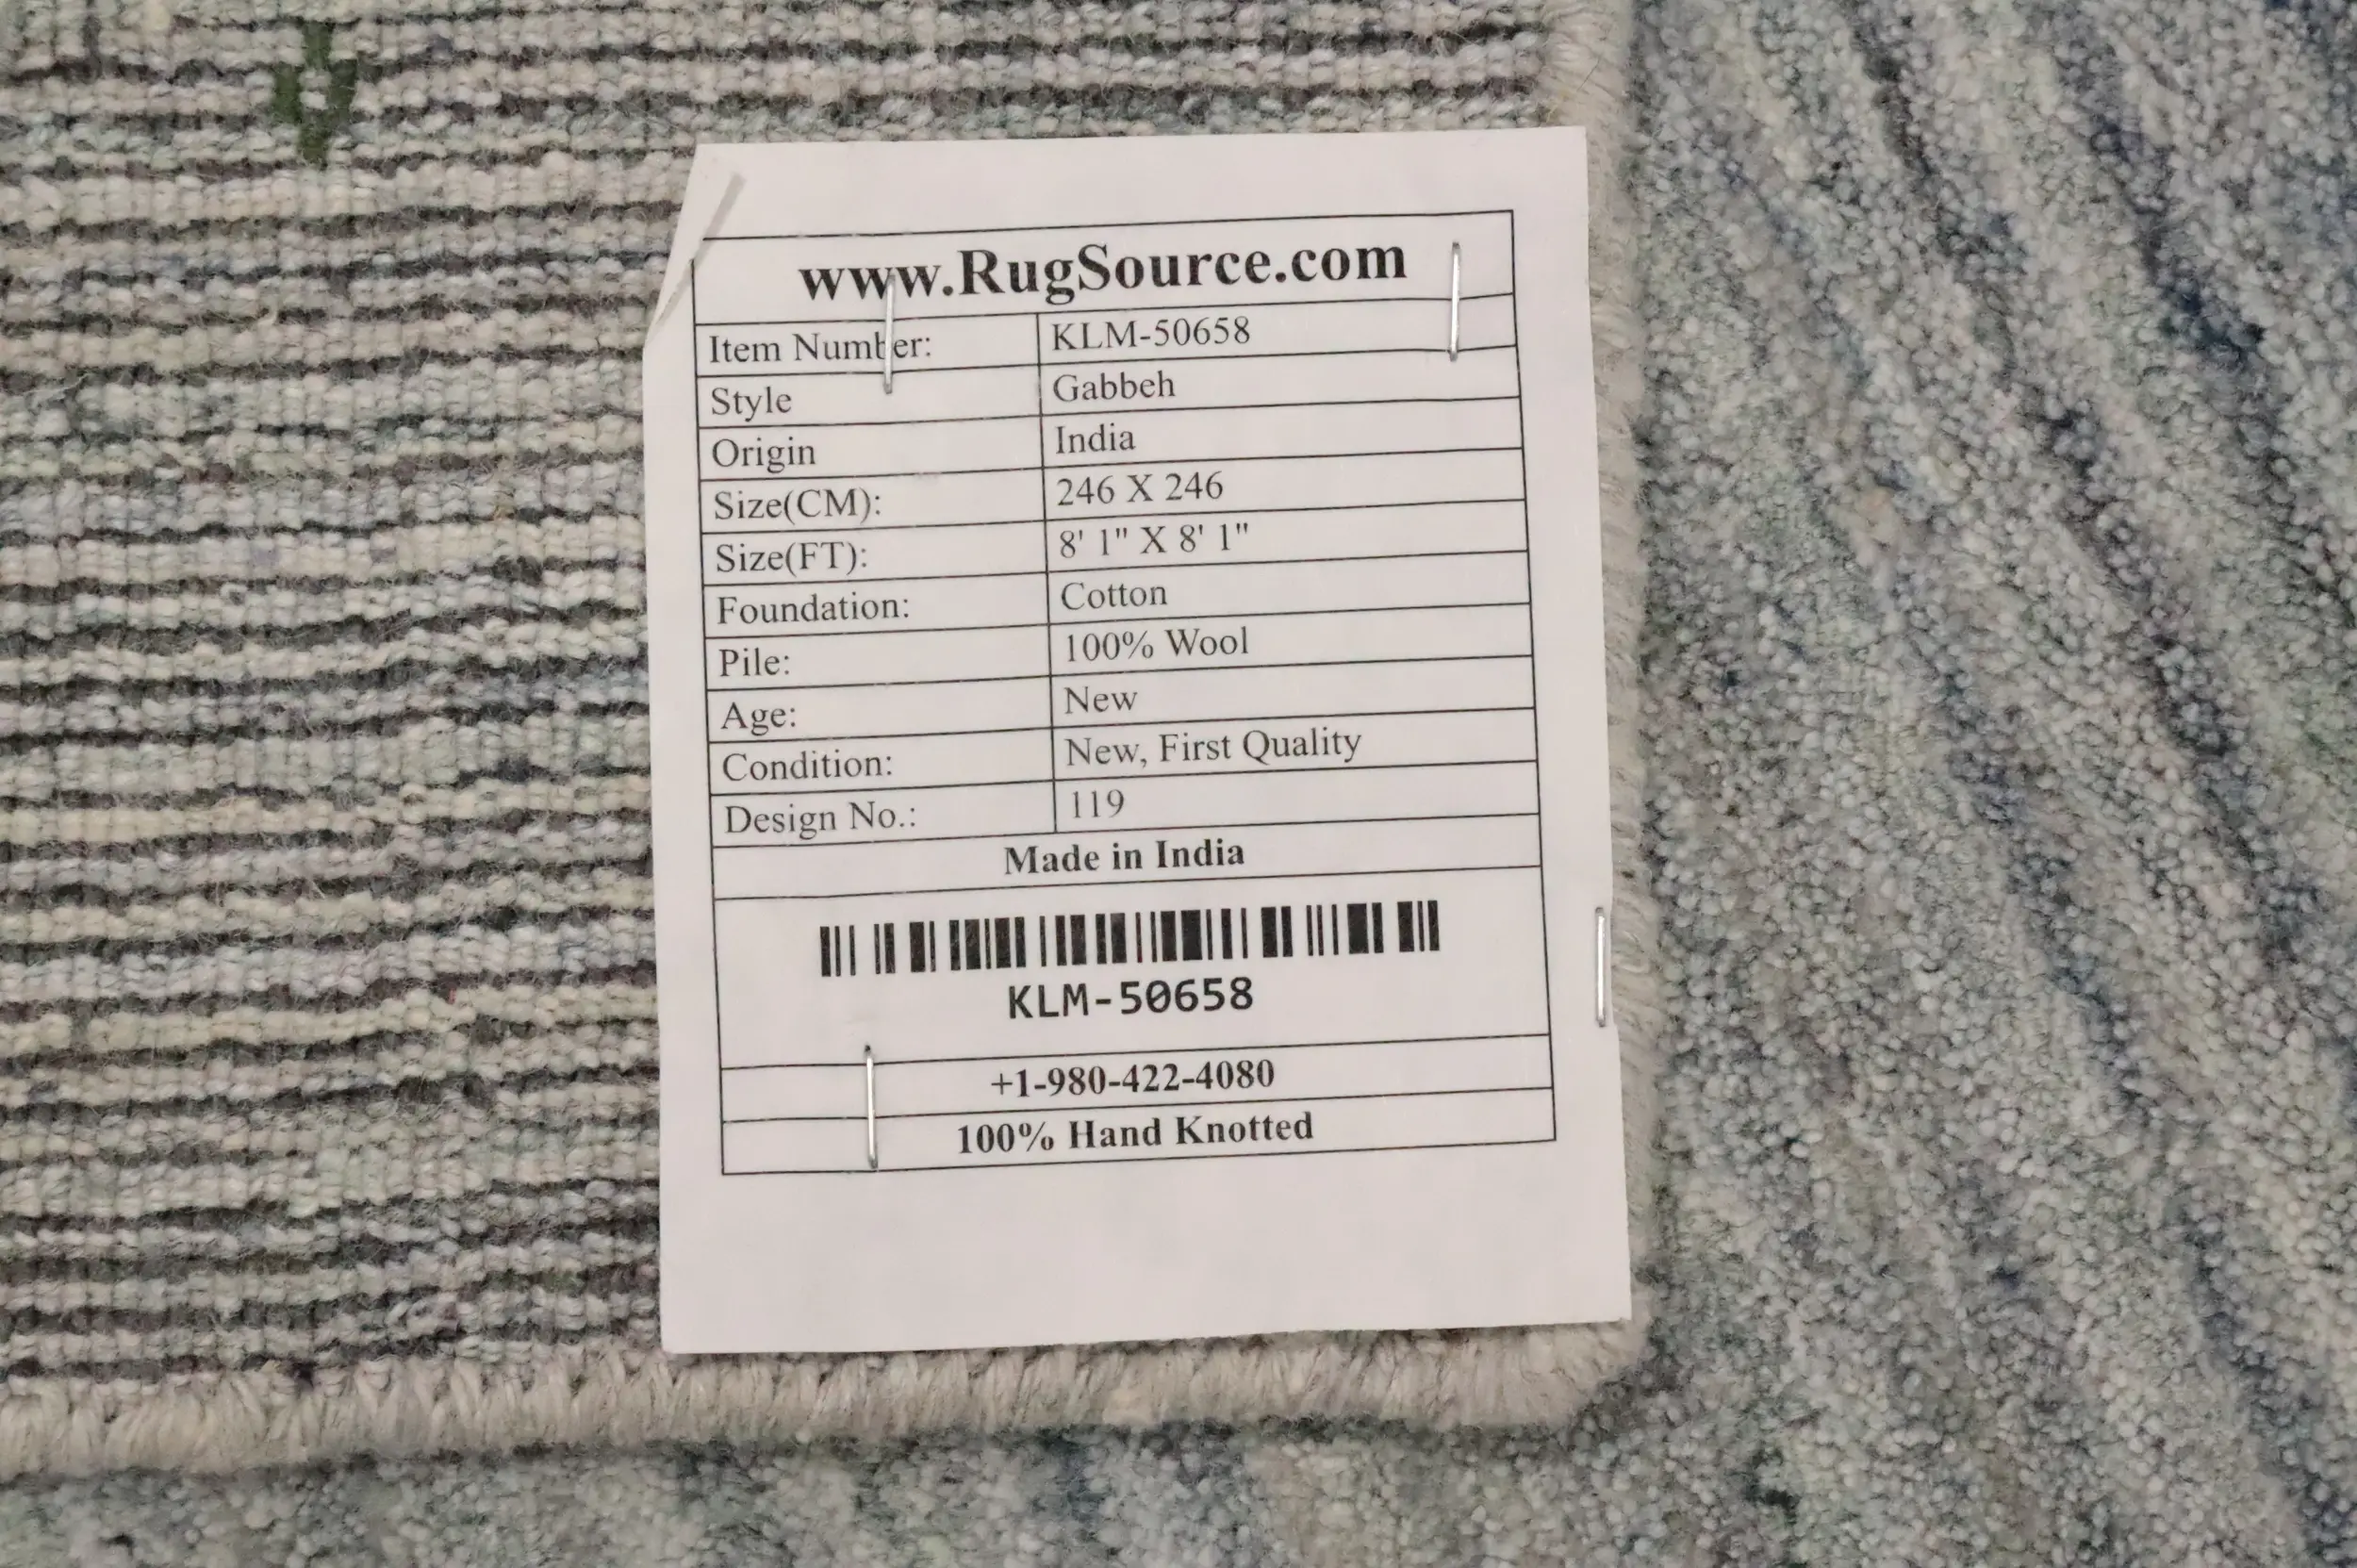 www.RugSource.com
Item Number: KLM-50658
Style Gabbeh
Origin India
Size(CM): 246 X 246
Size(FT): 8' 1" X 8' 1"
Foundation: Cotton
Pile: 100% Wool
Age: New
Condition: New, First Quality
Design No.: 119
Made in India
KLM-50658
+1-980-422-4080
100% Hand Knotted